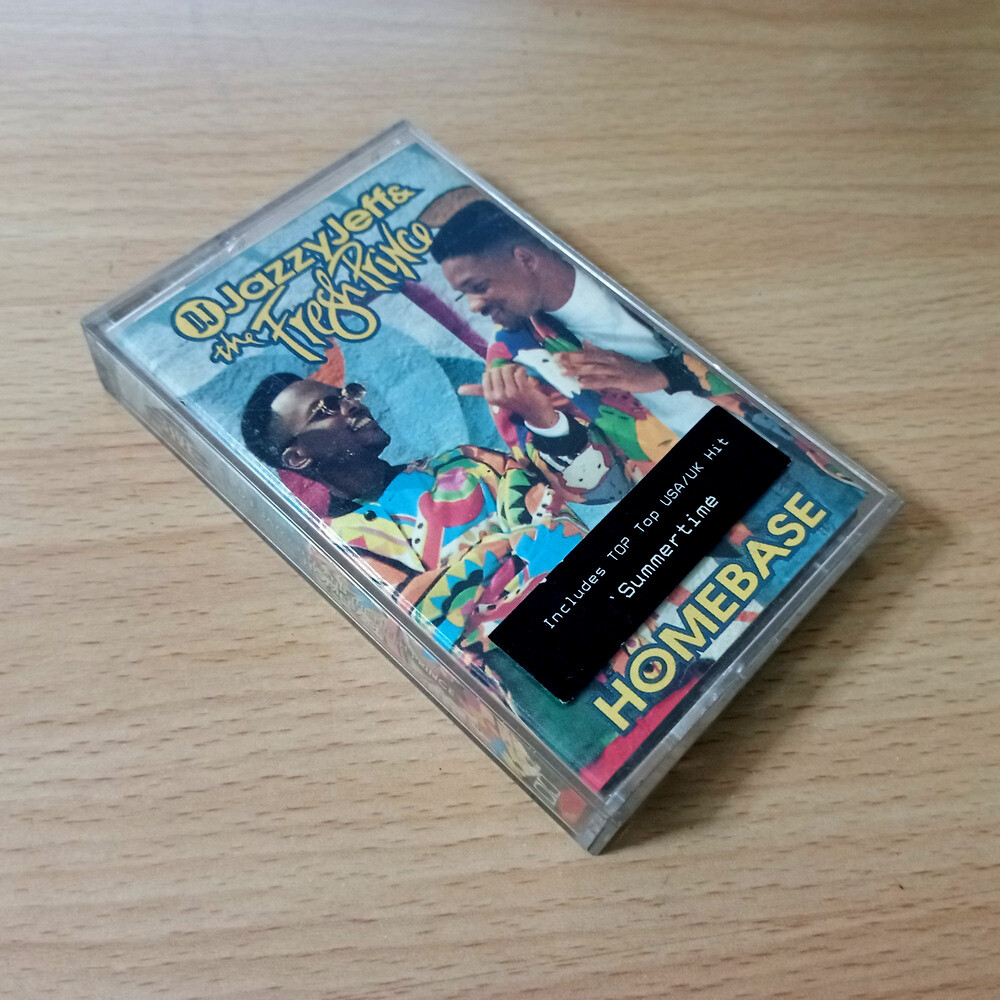 DJ Jazzy Jeff &
the Fresh Prince
Includes TOP Top USA/UK Hit
'Summertime
HOMEBASE